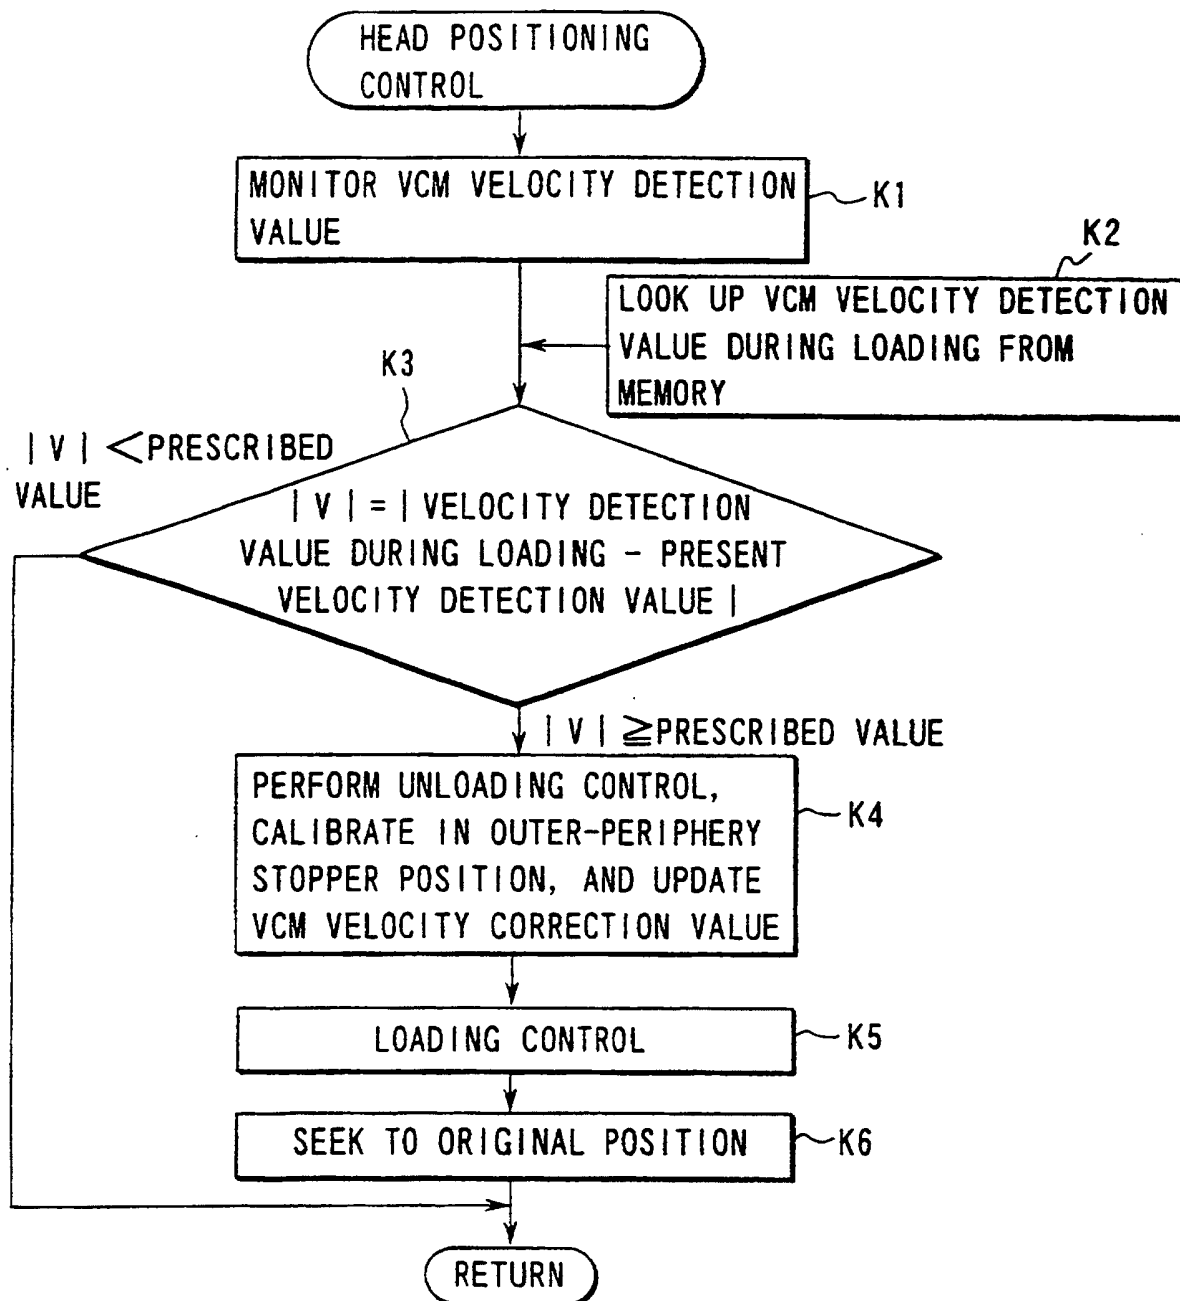 HEAD POSITIONING
CONTROL
MONITOR VCM VELOCITY DETECTION
VALUE
K1
K2
LOOK UP VCM VELOCITY DETECTION
VALUE DURING LOADING FROM
MEMORY
K3
| V | <PRESCRIBED
VALUE
| V | = | VELOCITY DETECTION
VALUE DURING LOADING - PRESENT
VELOCITY DETECTION VALUE |
| V | ≧PRESCRIBED VALUE
PERFORM UNLOADING CONTROL,
CALIBRATE IN OUTER-PERIPHERY
STOPPER POSITION, AND UPDATE
VCM VELOCITY CORRECTION VALUE
K4
LOADING CONTROL
K5
SEEK TO ORIGINAL POSITION
K6
RETURN